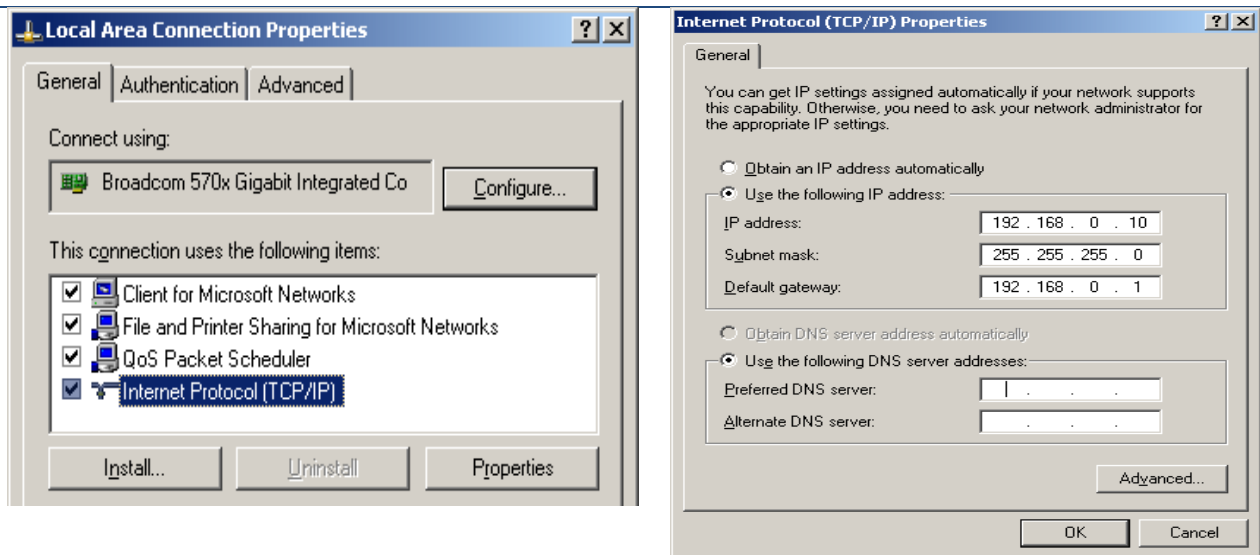 Local Area Connection Properties
General Authentication Advanced
Connect using:
Broadcom 570x Gigabit Integrated Co
Configure...
This connection uses the following items:
Client for Microsoft Networks
File and Printer Sharing for Microsoft Networks
QoS Packet Scheduler
Internet Protocol (TCP/IP)
Install... Uninstall Properties
Internet Protocol (TCP/IP) Properties
General
You can get IP settings assigned automatically if your network supports
this capability. Otherwise, you need to ask your network administrator for
the appropriate IP settings.
Obtain an IP address automatically
Use the following IP address:
IP address: 192 . 168 . 0 . 10
Subnet mask: 255 . 255 . 255 . 0
Default gateway: 192 . 168 . 0 . 1
Obtain DNS server address automatically
Use the following DNS server addresses:
Preferred DNS server: . . .
Alternate DNS server: . . .
Advanced...
OK Cancel